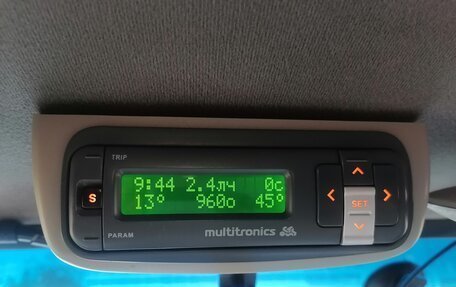 TRIP
9:44 2.4лч 0с
S
13° 960о 45°
SET
PARAM
multitronics